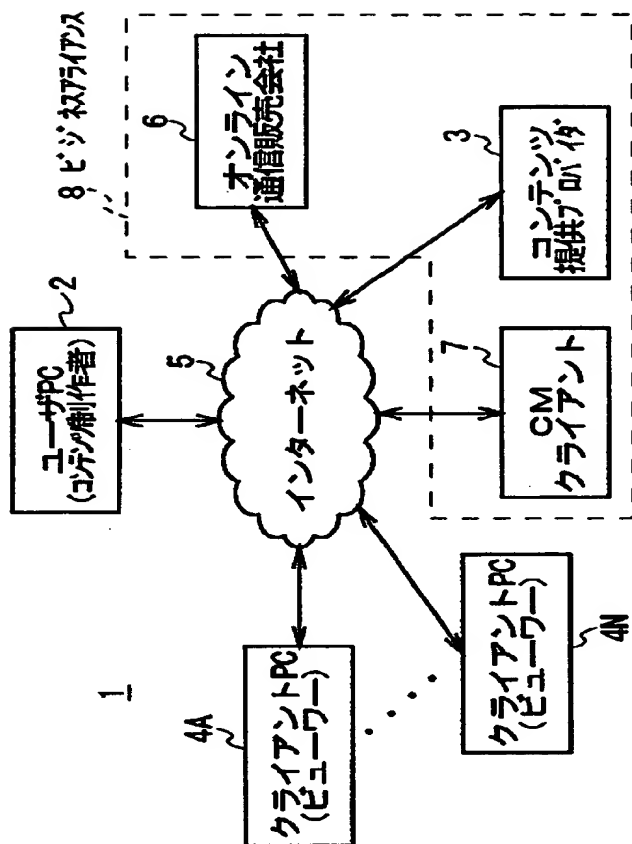 1
8 ビジネスアライアンス
2
ユーザPC
(コンテンツ制作者)
6
オンライン
通信販売会社
5
インターネット
3
コンテンツ
提供プロバイダ
7
CM
クライアント
4A
クライアントPC
(ビューワー)
4N
クライアントPC
(ビューワー)